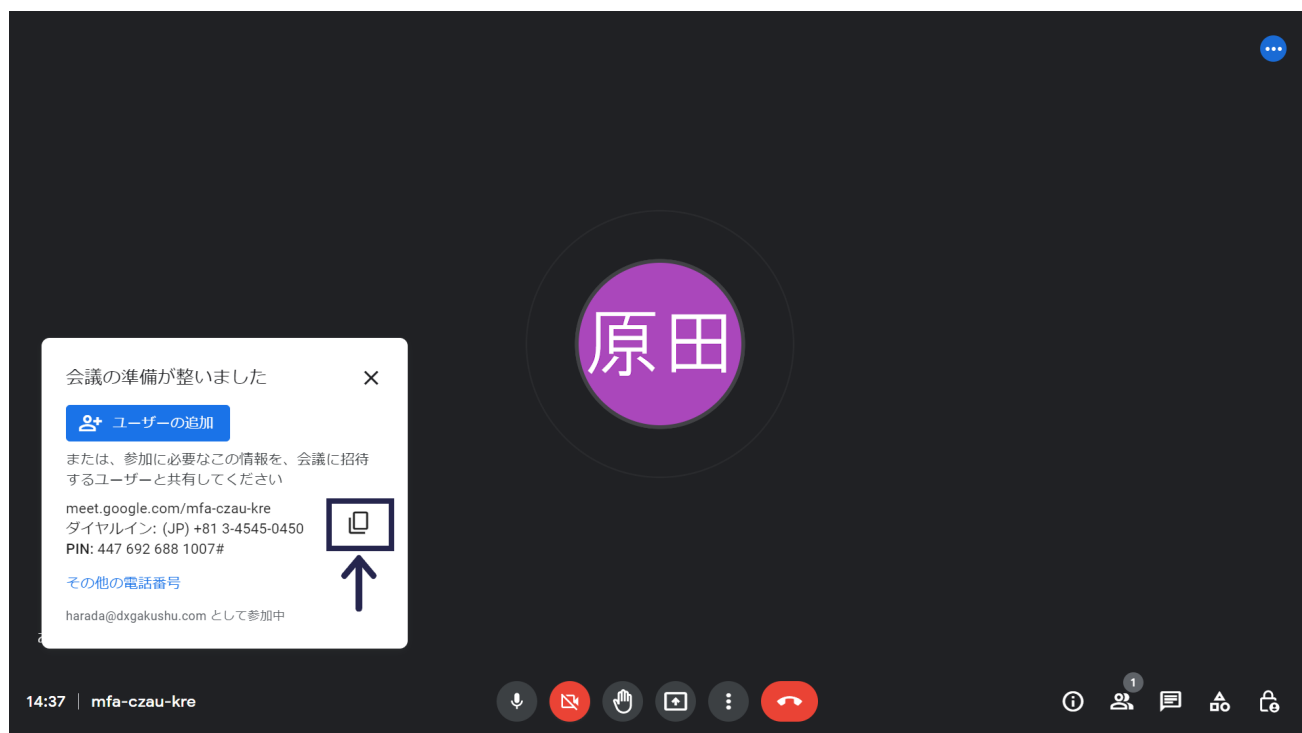 原田
会議の準備が整いました
ユーザーの追加
または、参加に必要なこの情報を、会議に招待
するユーザーと共有してください
meet.google.com/mfa-czau-kre
ダイヤルイン: (JP) +81 3-4545-0450
PIN: 447 692 688 1007#
その他の電話番号
harada@dxgakushu.com として参加中
14:37 | mfa-czau-kre
1